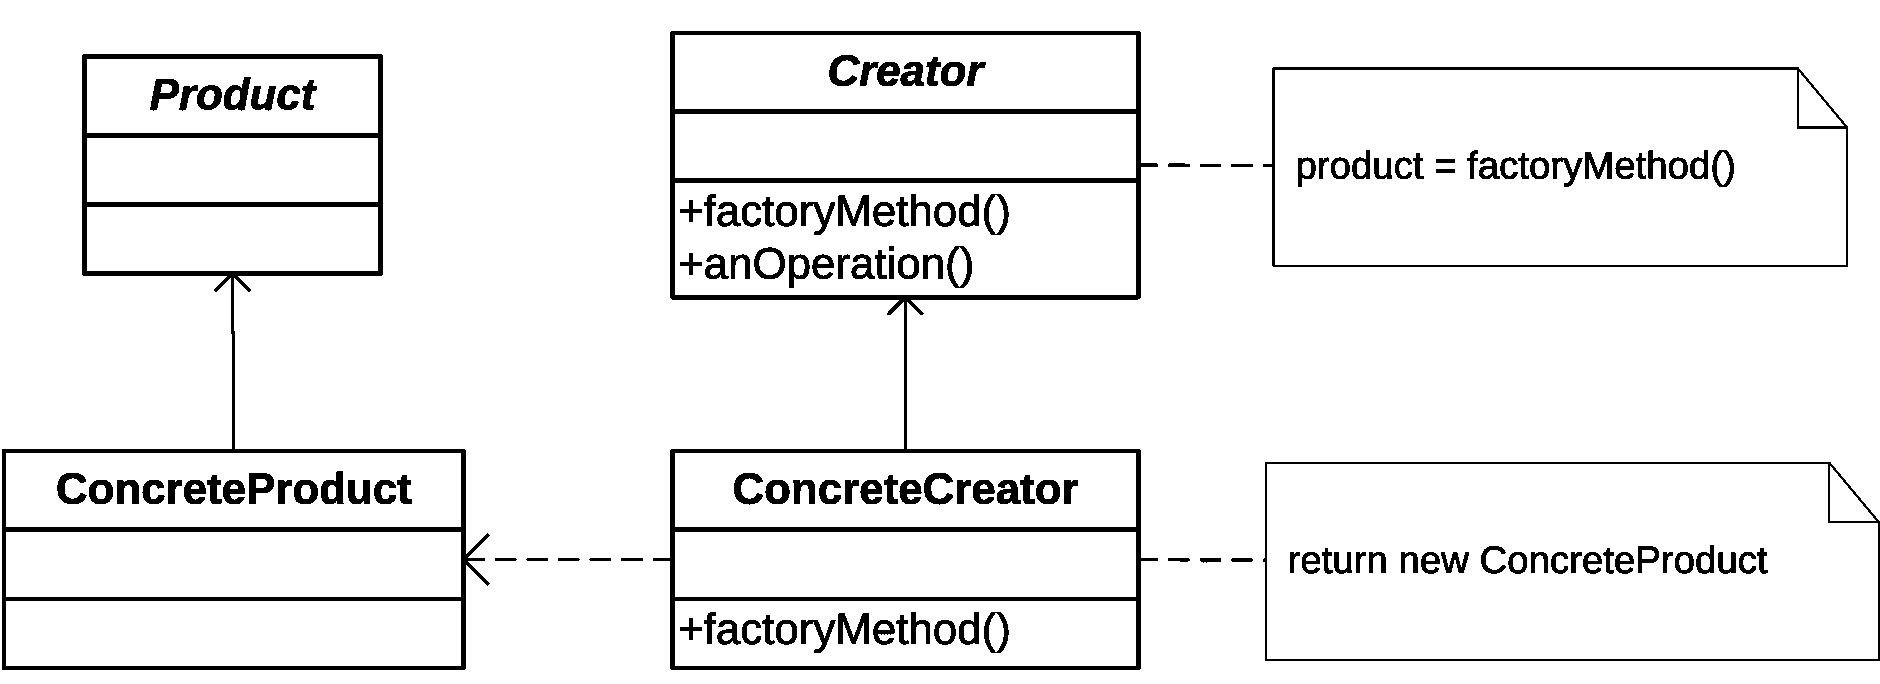 Product
Creator
+factoryMethod()
+anOperation()
product = factoryMethod()
ConcreteProduct
ConcreteCreator
+factoryMethod()
return new ConcreteProduct